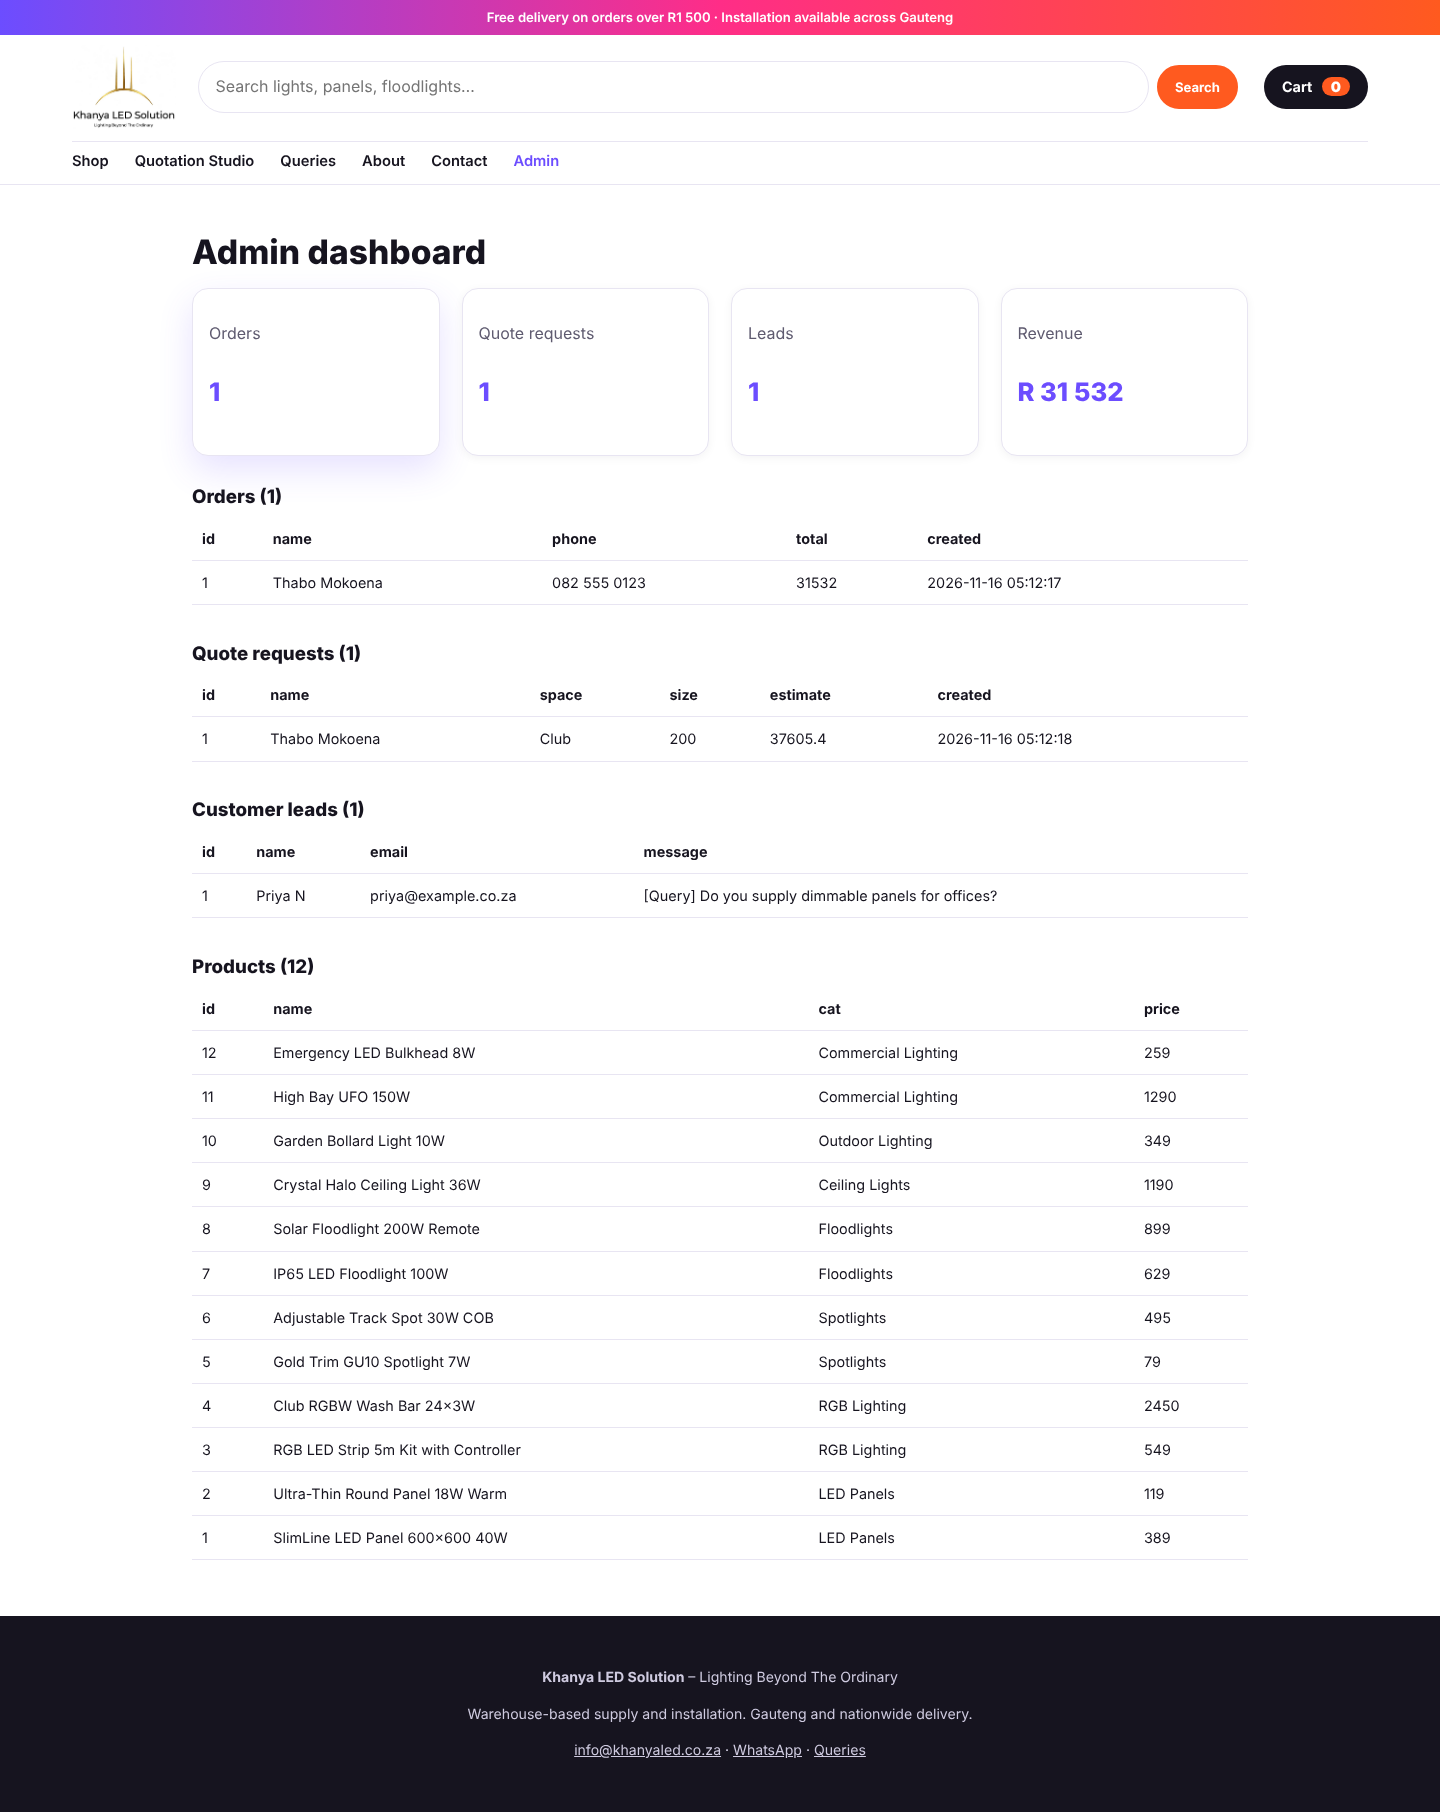 Free delivery on orders over R1 500 · Installation available across Gauteng
Khanya LED Solution
Lighting Beyond The Ordinary
Search lights, panels, floodlights...
Search
Cart 0
Shop Quotation Studio Queries About Contact Admin
Admin dashboard
Orders Quote requests Leads Revenue
1 1 1 R 31 532
Orders (1)
id name phone total created
1 Thabo Mokoena 082 555 0123 31532 2026-11-16 05:12:17
Quote requests (1)
id name space size estimate created
1 Thabo Mokoena Club 200 37605.4 2026-11-16 05:12:18
Customer leads (1)
id name email message
1 Priya N priya@example.co.za [Query] Do you supply dimmable panels for offices?
Products (12)
id name cat price
12 Emergency LED Bulkhead 8W Commercial Lighting 259
11 High Bay UFO 150W Commercial Lighting 1290
10 Garden Bollard Light 10W Outdoor Lighting 349
9 Crystal Halo Ceiling Light 36W Ceiling Lights 1190
8 Solar Floodlight 200W Remote Floodlights 899
7 IP65 LED Floodlight 100W Floodlights 629
6 Adjustable Track Spot 30W COB Spotlights 495
5 Gold Trim GU10 Spotlight 7W Spotlights 79
4 Club RGBW Wash Bar 24×3W RGB Lighting 2450
3 RGB LED Strip 5m Kit with Controller RGB Lighting 549
2 Ultra-Thin Round Panel 18W Warm LED Panels 119
1 SlimLine LED Panel 600×600 40W LED Panels 389
Khanya LED Solution – Lighting Beyond The Ordinary
Warehouse-based supply and installation. Gauteng and nationwide delivery.
info@khanyaled.co.za · WhatsApp · Queries